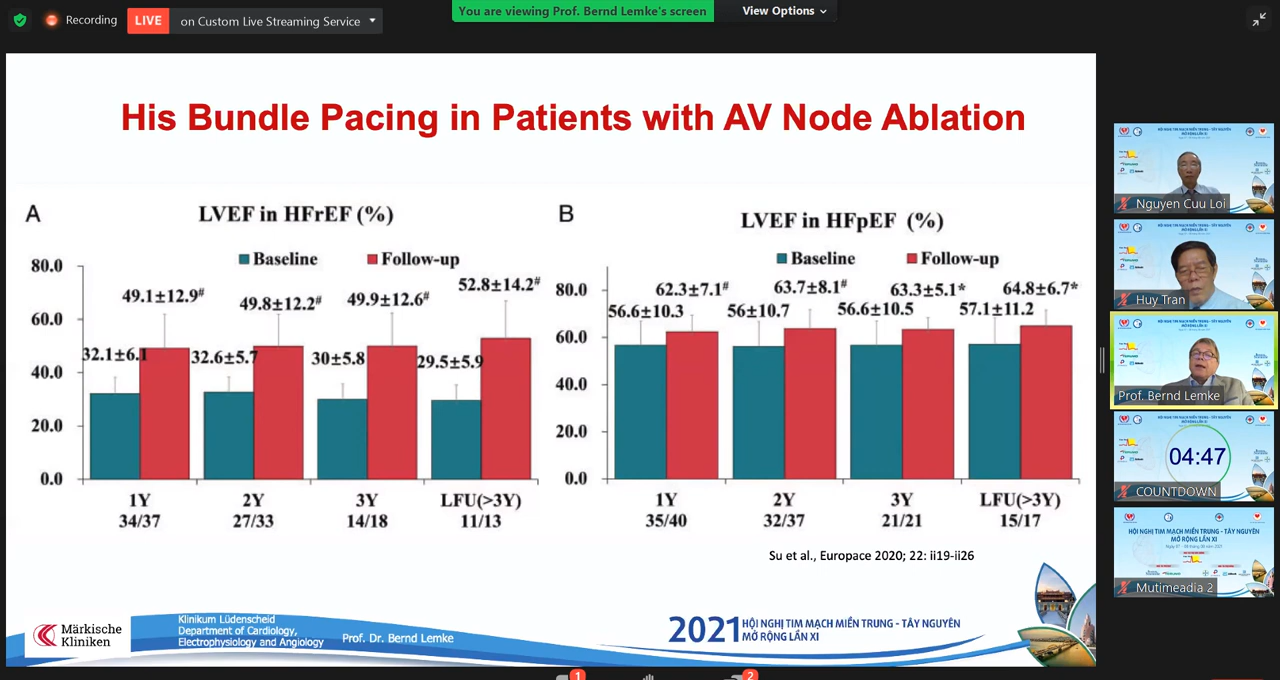 Recording
LIVE
on Custom Live Streaming Service
You are viewing Prof. Bernd Lemke's screen
View Options
His Bundle Pacing in Patients with AV Node Ablation
A
LVEF in HFrEF (%)
Baseline
Follow-up
80.0
60.0
40.0
20.0
0.0
32.1±6.1
49.1±12.9#
32.6±5.7
49.8±12.2#
30±5.8
49.9±12.6#
29.5±5.9
52.8±14.2#
1Y
2Y
3Y
LFU(>3Y)
34/37
27/33
14/18
11/13
B
LVEF in HFpEF (%)
Baseline
Follow-up
80.0
60.0
40.0
20.0
0.0
56.6±10.3
62.3±7.1#
56±10.7
63.7±8.1#
56.6±10.5
63.3±5.1*
57.1±11.2
64.8±6.7*
1Y
2Y
3Y
LFU(>3Y)
35/40
32/37
21/21
15/17
Su et al., Europace 2020; 22: ii19-ii26
Märkische
Kliniken
Klinikum Lüdenscheid
Department of Cardiology,
Electrophysiology and Angiology
Prof. Dr. Bernd Lemke
2021
HỘI NGHỊ TIM MẠCH MIỀN TRUNG - TÂY NGUYÊN
MỞ RỘNG LẦN XI
Nguyen Cuu Loi
Huy Tran
Prof. Bernd Lemke
04:47
COUNTDOWN
HỘI NGHỊ TIM MẠCH MIỀN TRUNG - TÂY NGUYÊN
MỞ RỘNG LẦN XI
Mutimeadia 2
1
2